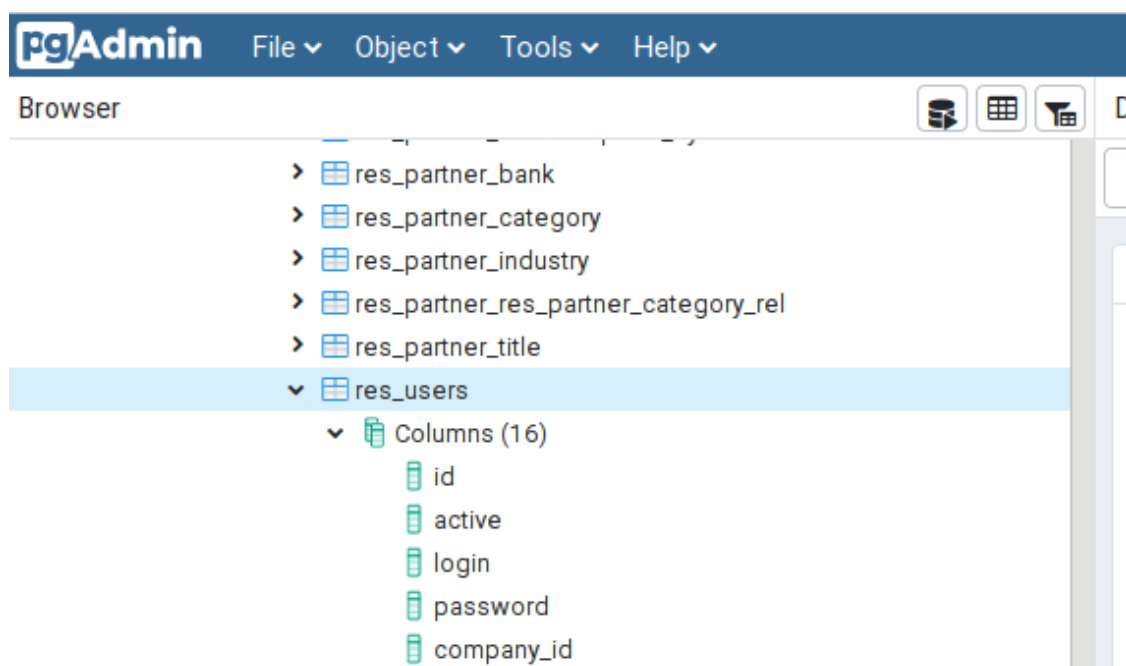 pgAdmin File Object Tools Help
Browser
res_partner_bank
res_partner_category
res_partner_industry
res_partner_res_partner_category_rel
res_partner_title
res_users
Columns (16)
id
active
login
password
company_id